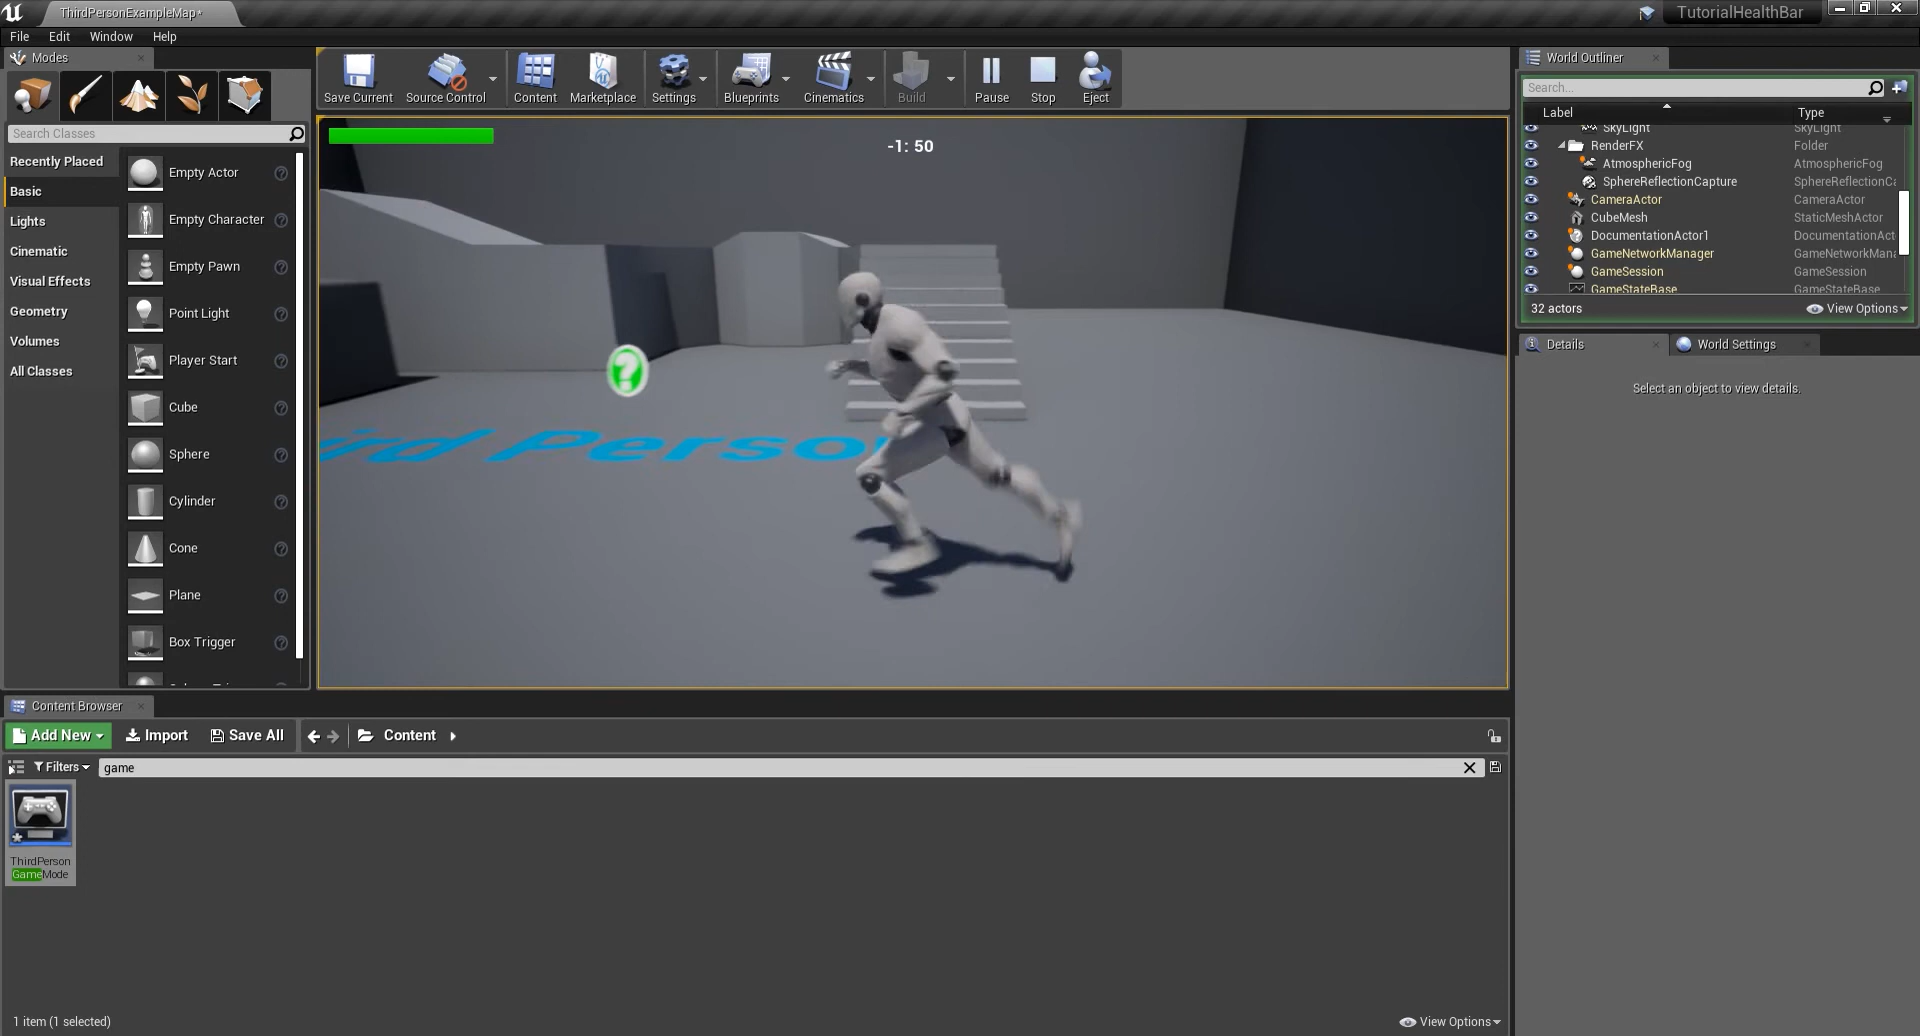 ThirdPersonExampleMap*
TutorialHealthBar
File Edit Window Help
Modes
Search Classes
Recently Placed
Basic
Lights
Cinematic
Visual Effects
Geometry
Volumes
All Classes
Empty Actor
Empty Character
Empty Pawn
Point Light
Player Start
Cube
Sphere
Cylinder
Cone
Plane
Box Trigger
Save Current
Source Control
Content
Marketplace
Settings
Blueprints
Cinematics
Build
Pause
Stop
Eject
-1: 50
Person
World Outliner
Search...
Label Type
SkyLight SkyLight
RenderFX Folder
AtmosphericFog AtmosphericFog
SphereReflectionCapture SphereReflectionCa
CameraActor CameraActor
CubeMesh StaticMeshActor
DocumentationActor1 DocumentationAct
GameNetworkManager GameNetworkMana
GameSession GameSession
GameStateBase GameStateBase
32 actors
View Options
Details
World Settings
Select an object to view details.
Content Browser
Add New
Import
Save All
Content
Filters
game
ThirdPerson
GameMode
1 item (1 selected)
View Options